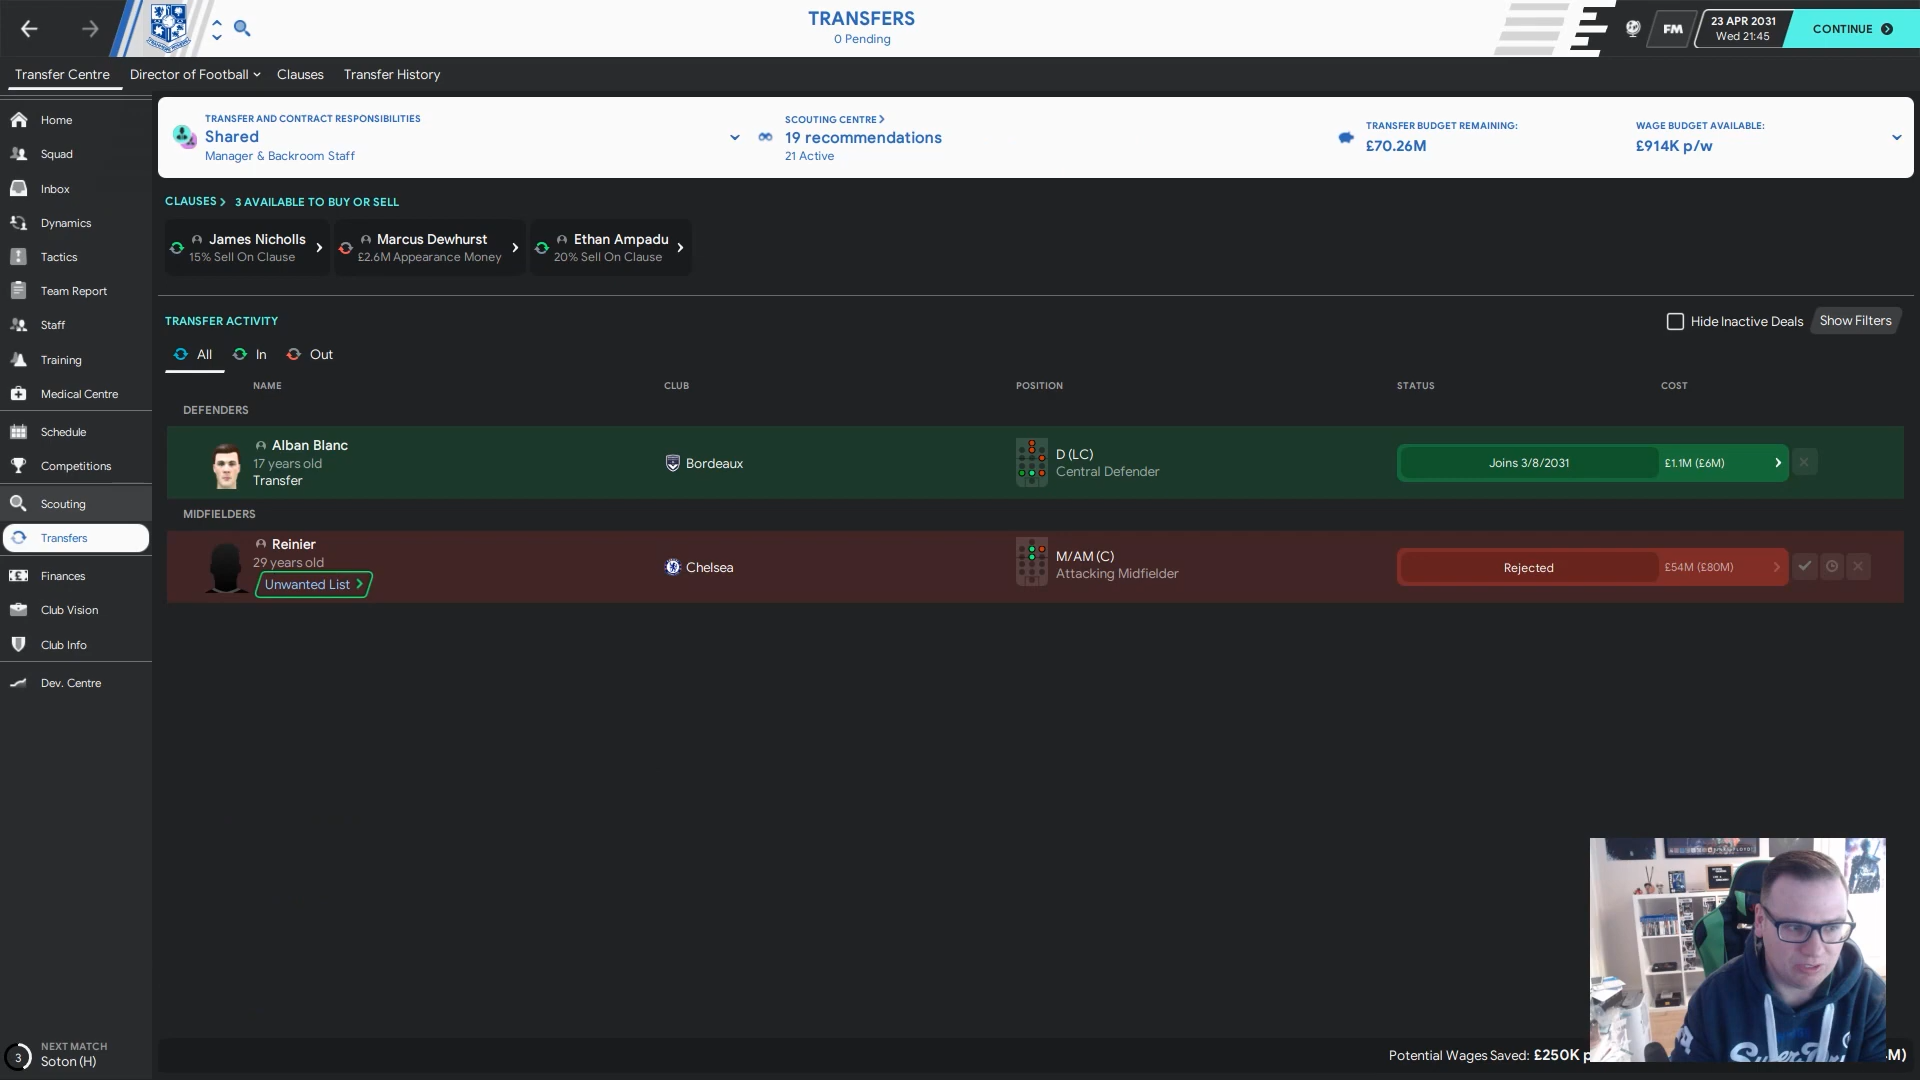 TRANSFERS
0 Pending
FM
23 APR 2031
Wed 21:45
CONTINUE
Transfer Centre
Director of Football
Clauses
Transfer History
Home
Squad
Inbox
Dynamics
Tactics
Team Report
Staff
Training
Medical Centre
Schedule
Competitions
Scouting
Transfers
Finances
Club Vision
Club Info
Dev. Centre
3
NEXT MATCH
Soton (H)
TRANSFER AND CONTRACT RESPONSIBILITIES
Shared
Manager & Backroom Staff
SCOUTING CENTRE
19 recommendations
21 Active
TRANSFER BUDGET REMAINING:
£70.26M
WAGE BUDGET AVAILABLE:
£914K p/w
CLAUSES 3 AVAILABLE TO BUY OR SELL
James Nicholls
15% Sell On Clause
Marcus Dewhurst
£2.6M Appearance Money
Ethan Ampadu
20% Sell On Clause
TRANSFER ACTIVITY
Hide Inactive Deals
Show Filters
All
In
Out
NAME CLUB POSITION STATUS COST
DEFENDERS
Alban Blanc
17 years old
Transfer
Bordeaux
D (LC)
Central Defender
Joins 3/8/2031
£1.1M (£6M)
MIDFIELDERS
Reinier
29 years old
Unwanted List
Chelsea
M/AM (C)
Attacking Midfielder
Rejected
£54M (£80M)
Potential Wages Saved: £250K p
M)